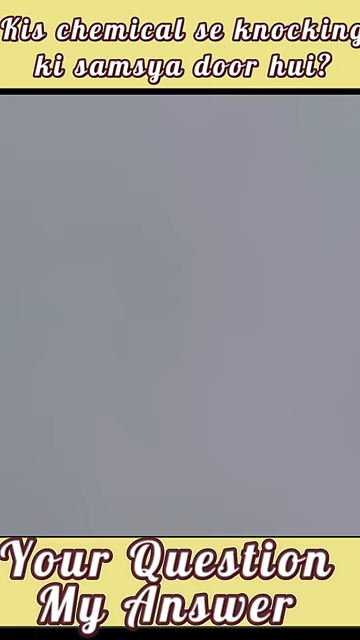 Kis chemical se knocking
ki samsya door hui?
Your Question
My Answer